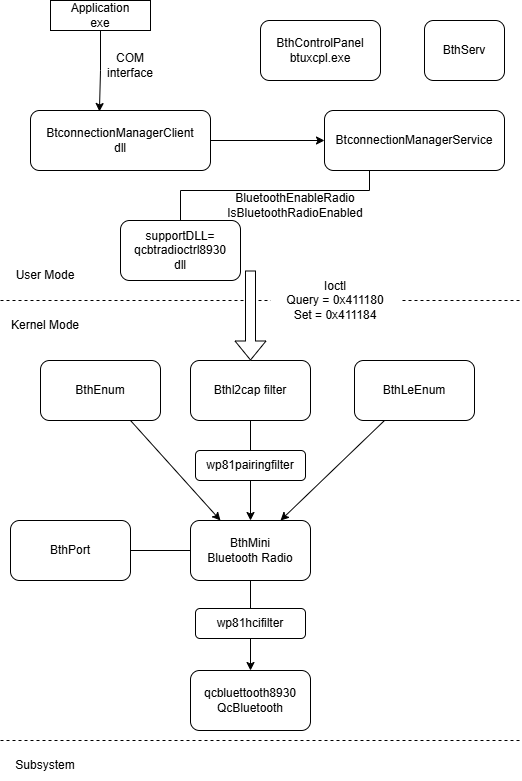 Application
exe
BthControlPanel
btuxcpl.exe
BthServ
COM
interface
BtconnectionManagerClient
dll
BtconnectionManagerService
BluetoothEnableRadio
IsBluetoothRadioEnabled
supportDLL=
qcbtradioctrl8930
dll
User Mode
Ioctl
Query = 0x411180
Set = 0x411184
Kernel Mode
BthEnum
Bthl2cap filter
BthLeEnum
wp81pairingfilter
BthPort
BthMini
Bluetooth Radio
wp81hcifilter
qcbluettooth8930
QcBluetooth
Subsystem